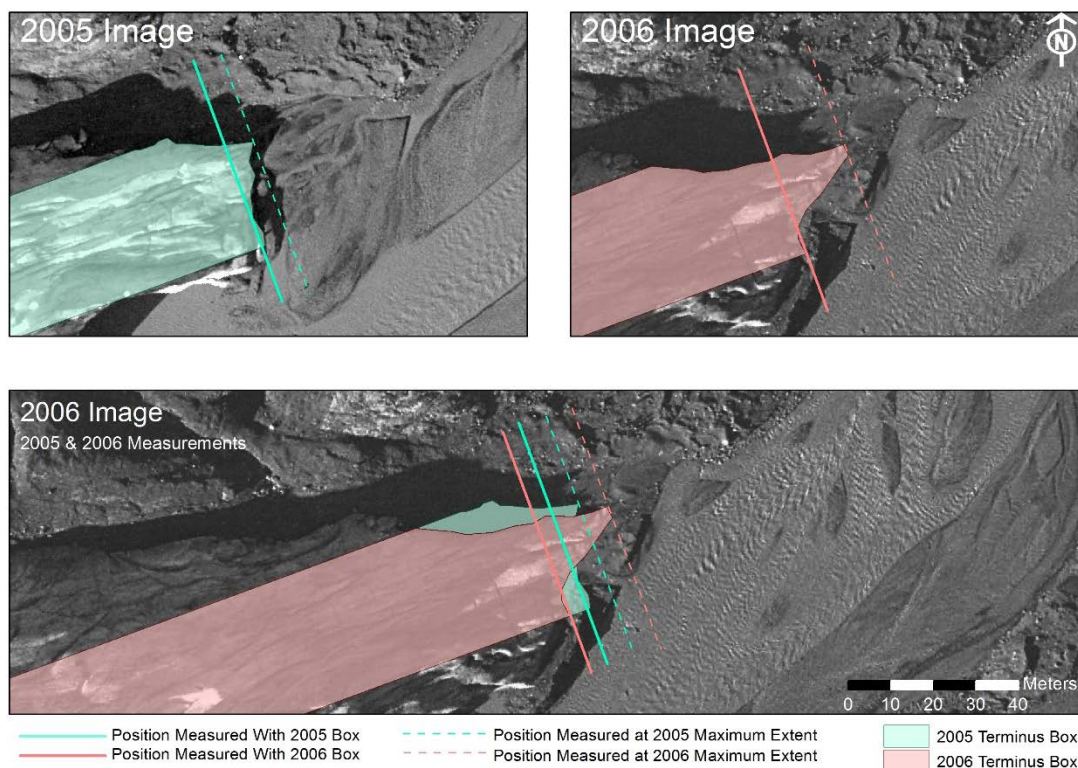 2005 Image
2006 Image
N
2006 Image
2005 & 2006 Measurements
Meters
0 10 20 30 40
Position Measured With 2005 Box
Position Measured at 2005 Maximum Extent
2005 Terminus Box
Position Measured With 2006 Box
Position Measured at 2006 Maximum Extent
2006 Terminus Box